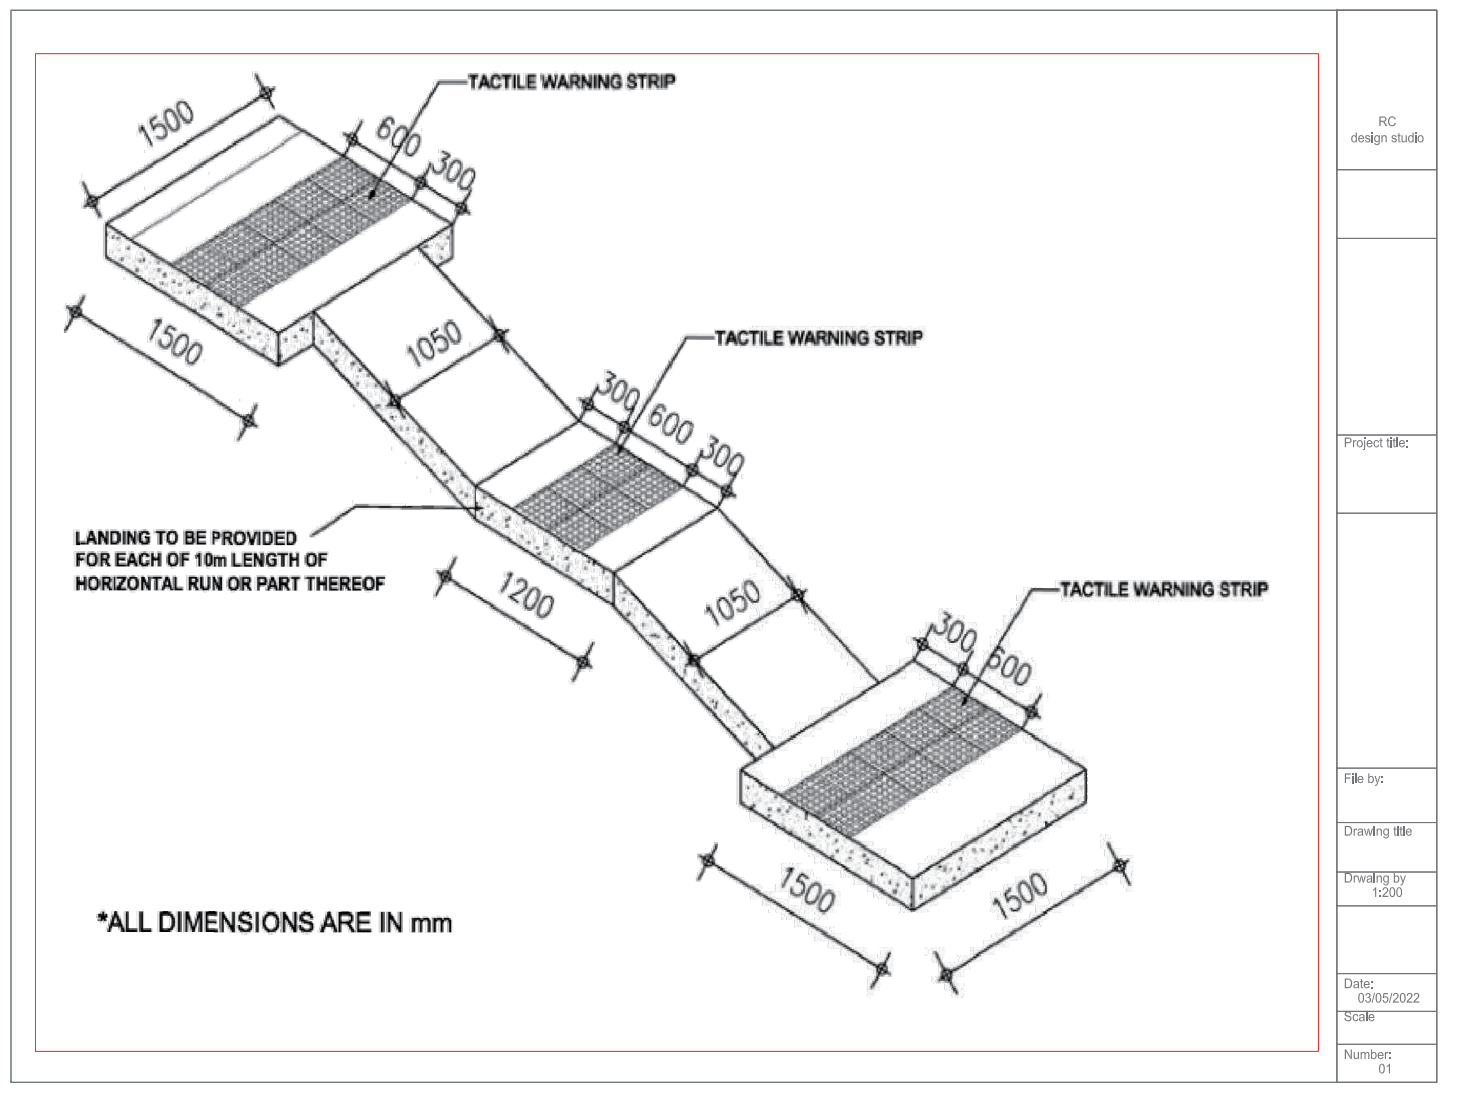 TACTILE WARNING STRIP
1500
600
300
1500
1050
TACTILE WARNING STRIP
300
600
300
LANDING TO BE PROVIDED
FOR EACH OF 10m LENGTH OF
HORIZONTAL RUN OR PART THEREOF
1200
1050
TACTILE WARNING STRIP
300
600
1500
1500
*ALL DIMENSIONS ARE IN mm
RC
design studio
Project title:
File by:
Drawing title
Drwaing by
1:200
Date:
03/05/2022
Scale
Number:
01